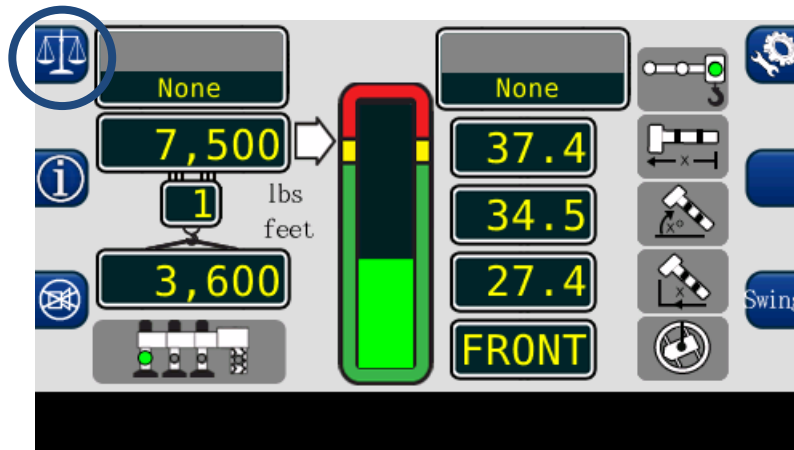 None
7,500
1
lbs
feet
3,600
None
37.4
x
34.5
x°
27.4
x
FRONT
Swing
i